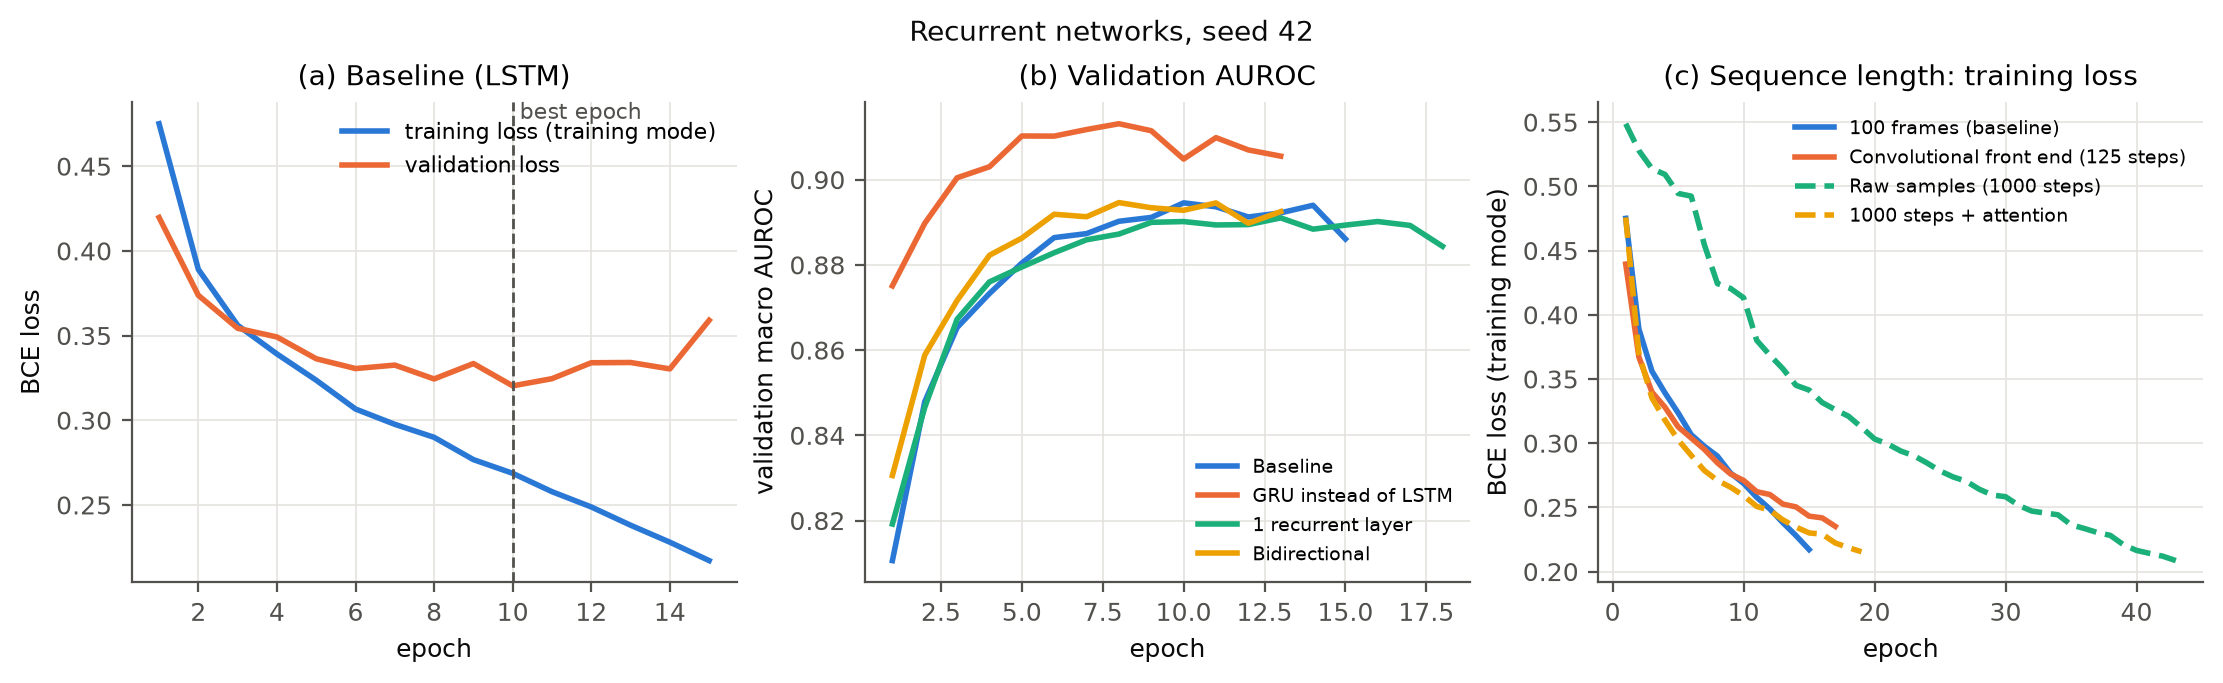 Recurrent networks, seed 42
(a) Baseline (LSTM)
best epoch
training loss (training mode)
validation loss
0.45
0.40
0.35
0.30
0.25
BCE loss
2 4 6 8 10 12 14
epoch
(b) Validation AUROC
0.90
0.88
0.86
0.84
0.82
validation macro AUROC
Baseline
GRU instead of LSTM
1 recurrent layer
Bidirectional
2.5 5.0 7.5 10.0 12.5 15.0 17.5
epoch
(c) Sequence length: training loss
100 frames (baseline)
Convolutional front end (125 steps)
Raw samples (1000 steps)
1000 steps + attention
0.55
0.50
0.45
0.40
0.35
0.30
0.25
0.20
BCE loss (training mode)
0 10 20 30 40
epoch